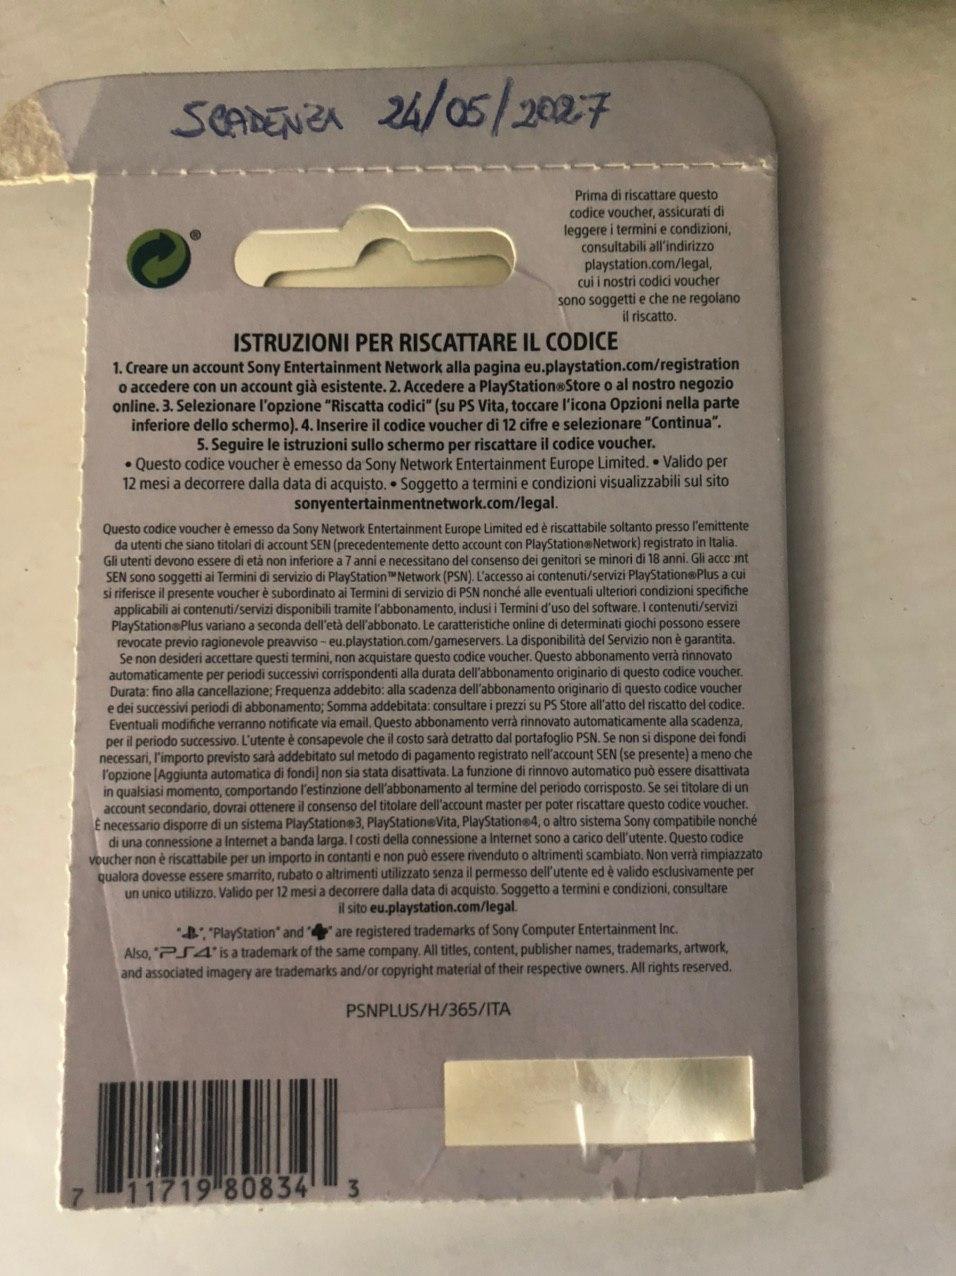 SCADENZA 24/05/2027
®
Prima di riscattare questo
codice voucher, assicurati di
leggere i termini e condizioni,
consultabili all'indirizzo
playstation.com/legal,
cui i nostri codici voucher
sono soggetti e che ne regolano
il riscatto.
ISTRUZIONI PER RISCATTARE IL CODICE
1. Creare un account Sony Entertainment Network alla pagina eu.playstation.com/registration
o accedere con un account già esistente. 2. Accedere a PlayStation®Store o al nostro negozio
online. 3. Selezionare l'opzione "Riscatta codici" (su PS Vita, toccare l'icona Opzioni nella parte
inferiore dello schermo). 4. Inserire il codice voucher di 12 cifre e selezionare "Continua".
5. Seguire le istruzioni sullo schermo per riscattare il codice voucher.
• Questo codice voucher è emesso da Sony Network Entertainment Europe Limited. • Valido per
12 mesi a decorrere dalla data di acquisto. • Soggetto a termini e condizioni visualizzabili sul sito
sonyentertainmentnetwork.com/legal.
Questo codice voucher è emesso da Sony Network Entertainment Europe Limited ed è riscattabile soltanto presso l'emittente
da utenti che siano titolari di account SEN (precedentemente detto account con PlayStation®Network) registrato in Italia.
Gli utenti devono essere di età non inferiore a 7 anni e necessitano del consenso dei genitori se minori di 18 anni. Gli account
SEN sono soggetti ai Termini di servizio di PlayStation™Network (PSN). L'accesso ai contenuti/servizi PlayStation®Plus a cui
si riferisce il presente voucher è subordinato ai Termini di servizio di PSN nonché alle eventuali ulteriori condizioni specifiche
applicabili ai contenuti/servizi disponibili tramite l'abbonamento, inclusi i Termini d'uso del software. I contenuti/servizi
PlayStation®Plus variano a seconda dell'età dell'abbonato. Le caratteristiche online di determinati giochi possono essere
revocate previo ragionevole preavviso – eu.playstation.com/gameservers. La disponibilità del Servizio non è garantita.
Se non desideri accettare questi termini, non acquistare questo codice voucher. Questo abbonamento verrà rinnovato
automaticamente per periodi successivi corrispondenti alla durata dell'abbonamento originario di questo codice voucher.
Durata: fino alla cancellazione; Frequenza addebito: alla scadenza dell'abbonamento originario di questo codice voucher
e dei successivi periodi di abbonamento; Somma addebitata: consultare i prezzi su PS Store all'atto del riscatto del codice.
Eventuali modifiche verranno notificate via email. Questo abbonamento verrà rinnovato automaticamente alla scadenza,
per il periodo successivo. L'utente è consapevole che il costo sarà detratto dal portafoglio PSN. Se non si dispone dei fondi
necessari, l'importo previsto sarà addebitato sul metodo di pagamento registrato nell'account SEN (se presente) a meno che
l'opzione [Aggiunta automatica di fondi] non sia stata disattivata. La funzione di rinnovo automatico può essere disattivata
in qualsiasi momento, comportando l'estinzione dell'abbonamento al termine del periodo corrisposto. Se sei titolare di un
account secondario, dovrai ottenere il consenso del titolare dell'account master per poter riscattare questo codice voucher.
È necessario disporre di un sistema PlayStation®3, PlayStation®Vita, PlayStation®4, o altro sistema Sony compatibile nonché
di una connessione a Internet a banda larga. I costi della connessione a Internet sono a carico dell'utente. Questo codice
voucher non è riscattabile per un importo in contanti e non può essere rivenduto o altrimenti scambiato. Non verrà rimpiazzato
qualora dovesse essere smarrito, rubato o altrimenti utilizzato senza il permesso dell'utente ed è valido esclusivamente per
un unico utilizzo. Valido per 12 mesi a decorrere dalla data di acquisto. Soggetto a termini e condizioni, consultare
il sito eu.playstation.com/legal.
" ", "PlayStation" and " " are registered trademarks of Sony Computer Entertainment Inc.
Also, "PS4" is a trademark of the same company. All titles, content, publisher names, trademarks, artwork,
and associated imagery are trademarks and/or copyright material of their respective owners. All rights reserved.
PSNPLUS/H/365/ITA
7 11719 80834 3